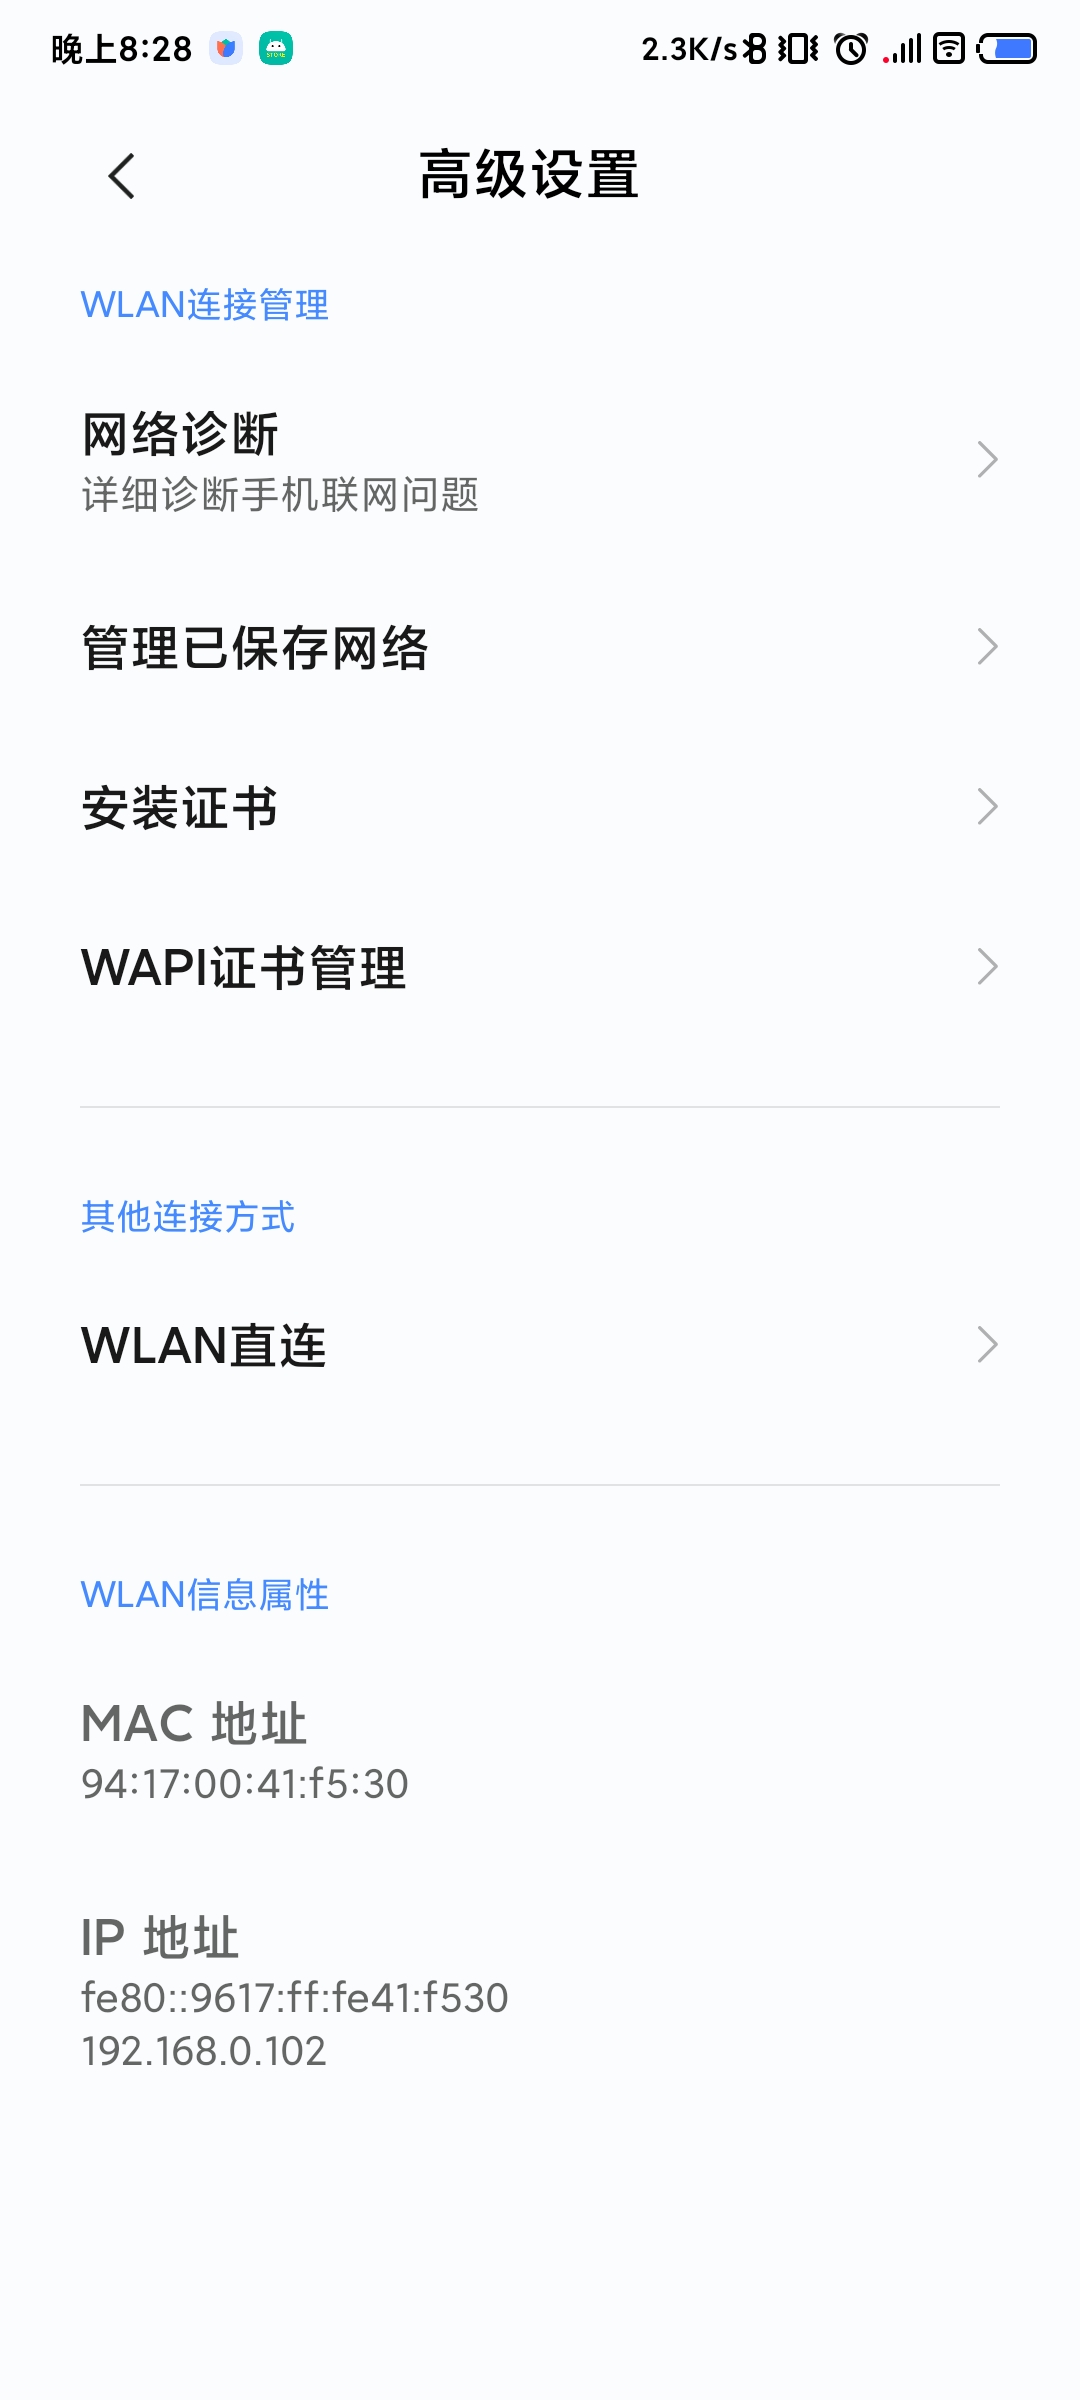 晚上8:28
2.3K/s
高级设置
WLAN连接管理
网络诊断
详细诊断手机联网问题
管理已保存网络
安装证书
WAPI证书管理
其他连接方式
WLAN直连
WLAN信息属性
MAC 地址
94:17:00:41:f5:30
IP 地址
fe80::9617:ff:fe41:f530
192.168.0.102